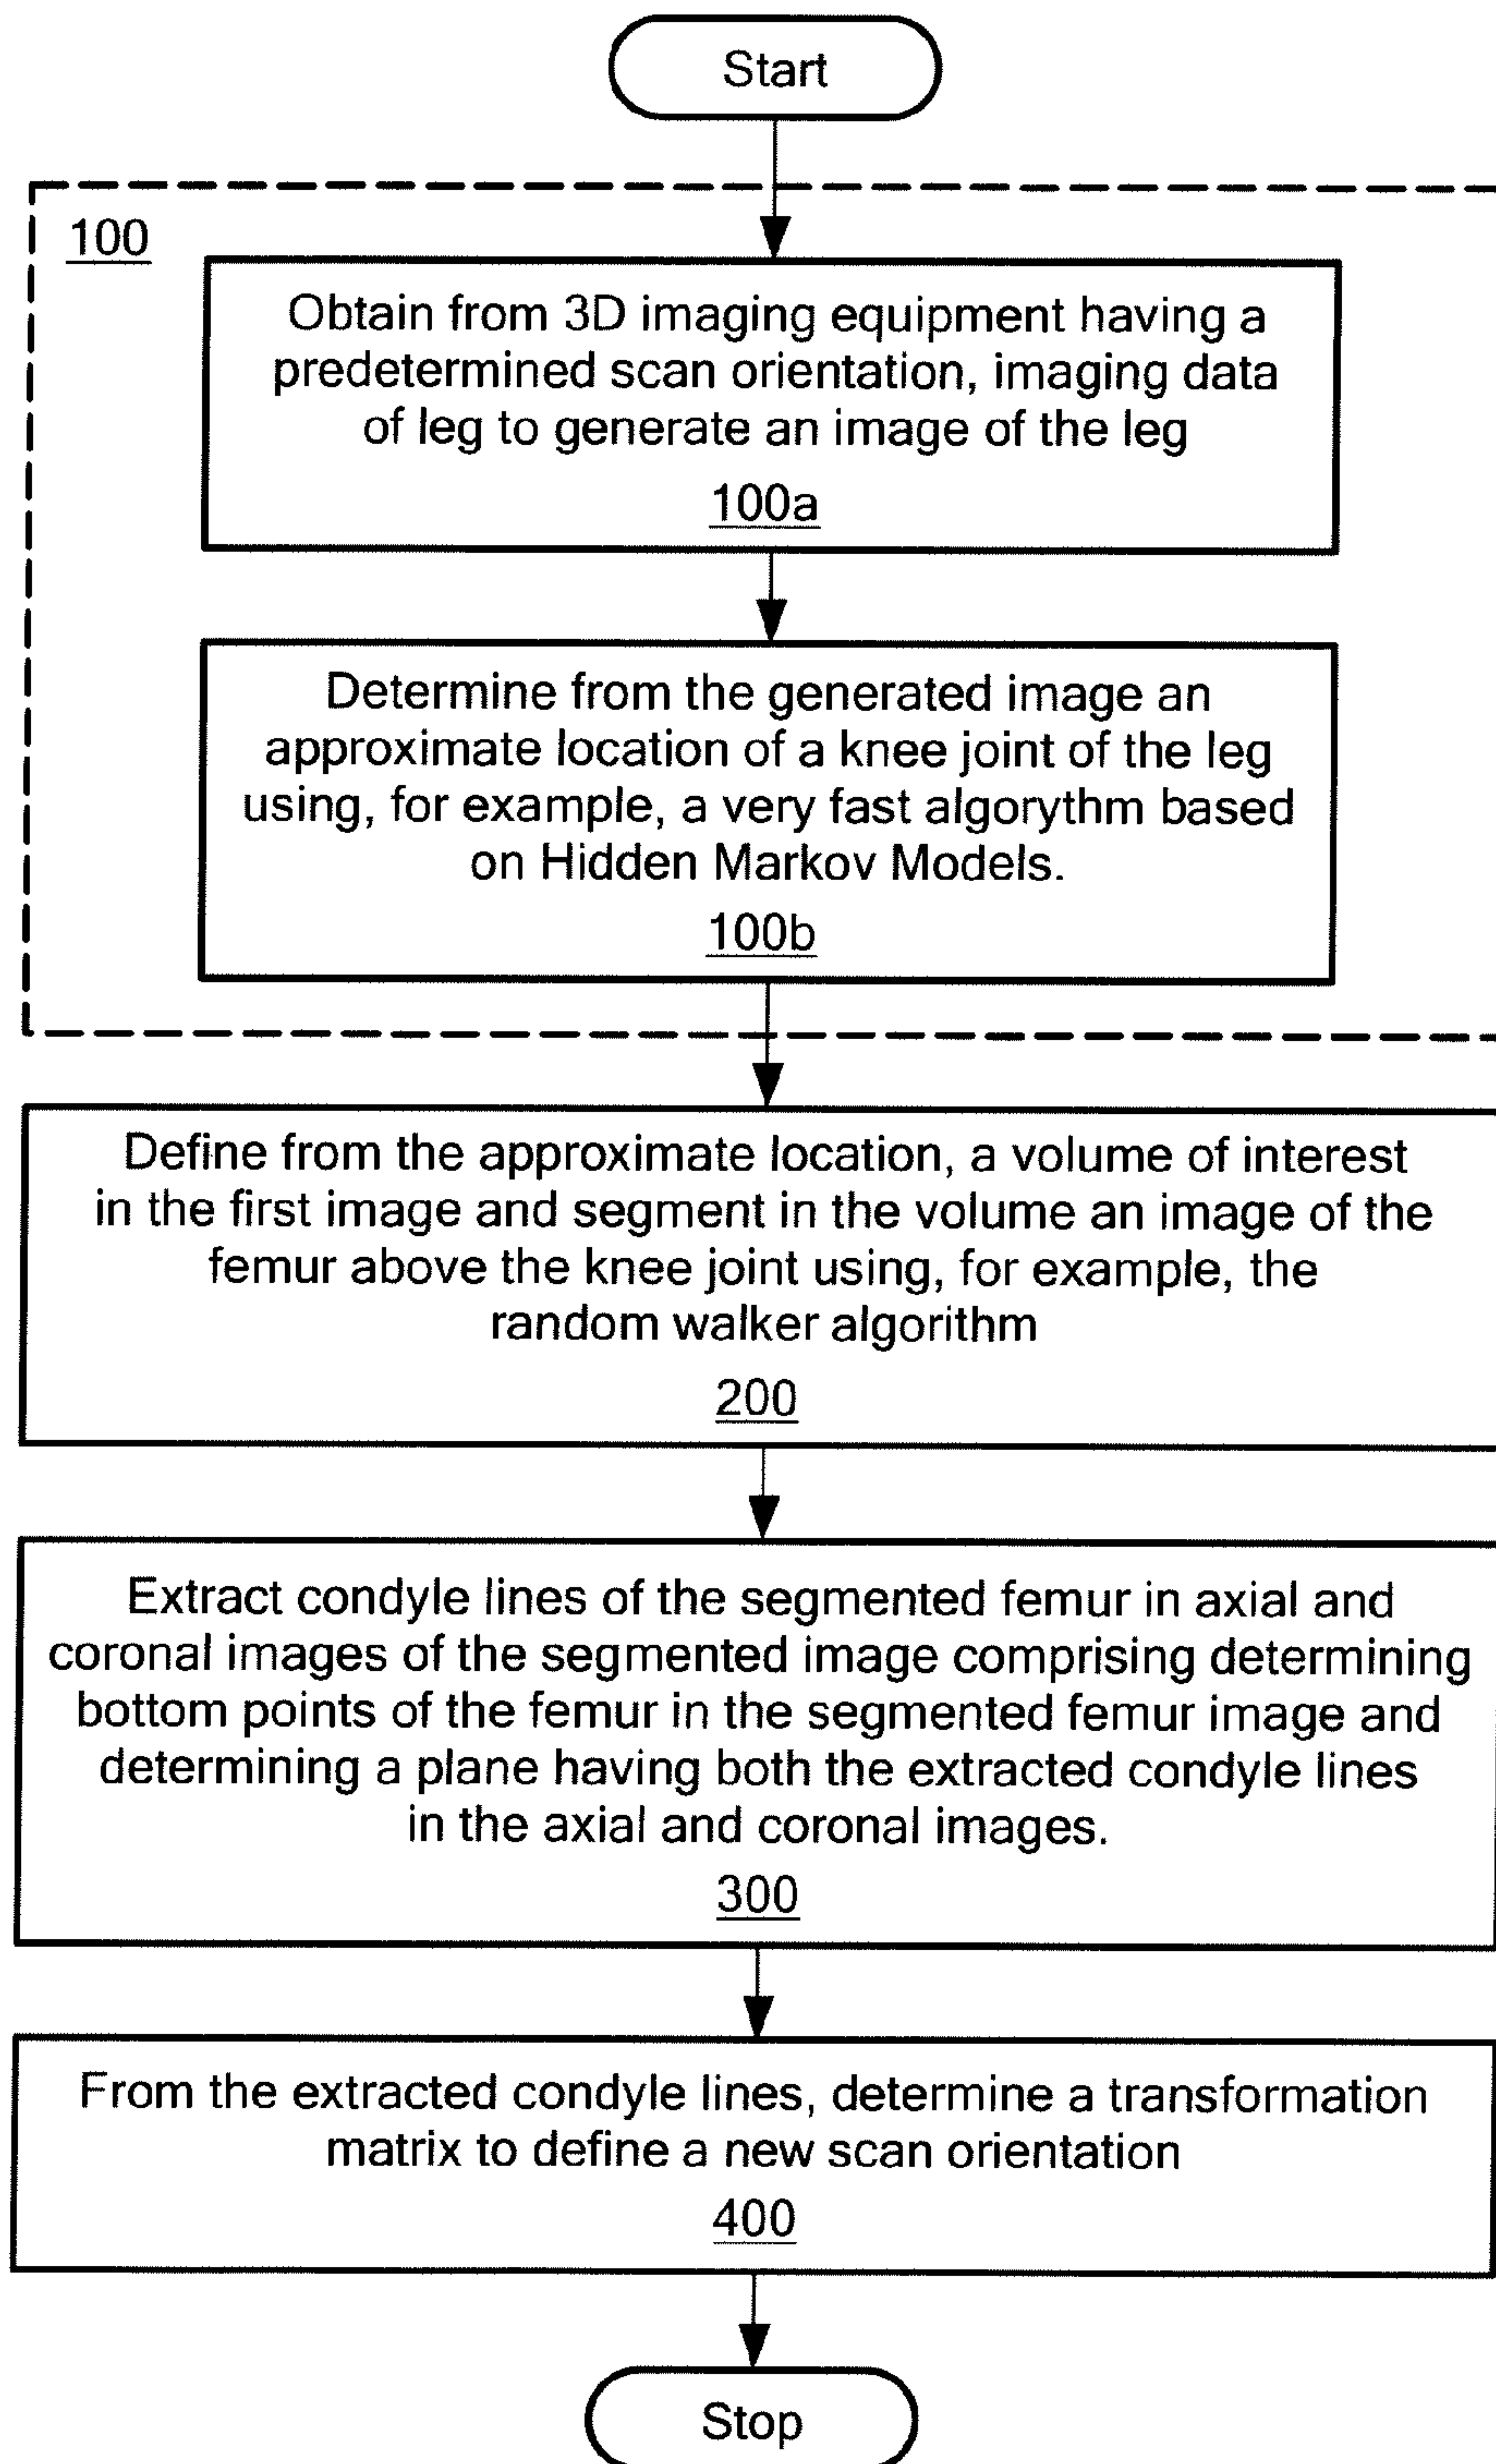 Start
100
Obtain from 3D imaging equipment having a
predetermined scan orientation, imaging data
of leg to generate an image of the leg
100a
Determine from the generated image an
approximate location of a knee joint of the leg
using, for example, a very fast algorythm based
on Hidden Markov Models.
100b
Define from the approximate location, a volume of interest
in the first image and segment in the volume an image of the
femur above the knee joint using, for example, the
random walker algorithm
200
Extract condyle lines of the segmented femur in axial and
coronal images of the segmented image comprising determining
bottom points of the femur in the segmented femur image and
determining a plane having both the extracted condyle lines
in the axial and coronal images.
300
From the extracted condyle lines, determine a transformation
matrix to define a new scan orientation
400
Stop